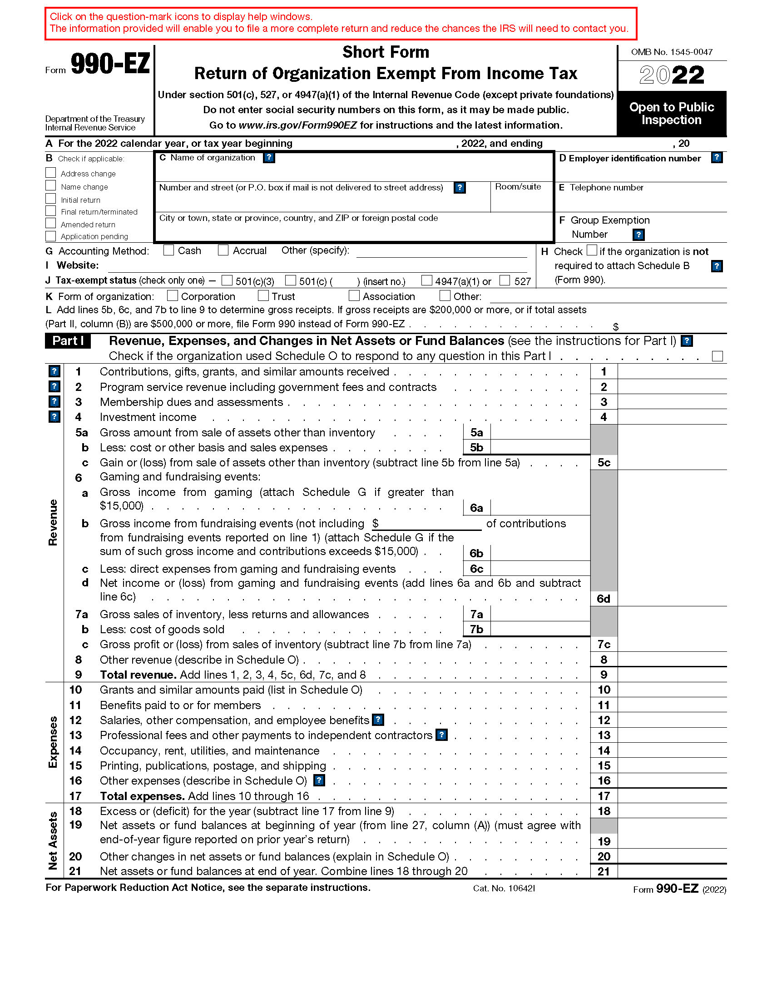 Click on the question-mark icons to display help windows.
The information provided will enable you to file a more complete return and reduce the chances the IRS will need to contact you.
Form 990-EZ
Department of the Treasury
Internal Revenue Service
Short Form
Return of Organization Exempt From Income Tax
Under section 501(c), 527, or 4947(a)(1) of the Internal Revenue Code (except private foundations)
Do not enter social security numbers on this form, as it may be made public.
Go to www.irs.gov/Form990EZ for instructions and the latest information.
OMB No. 1545-0047
2022
Open to Public
Inspection
A For the 2022 calendar year, or tax year beginning , 2022, and ending , 20
B Check if applicable:
Address change
Name change
Initial return
Final return/terminated
Amended return
Application pending
C Name of organization ?
Number and street (or P.O. box if mail is not delivered to street address) ? Room/suite
City or town, state or province, country, and ZIP or foreign postal code
D Employer identification number ?
E Telephone number
F Group Exemption
Number ?
G Accounting Method: Cash Accrual Other (specify):
H Check if the organization is not
required to attach Schedule B ?
(Form 990).
I Website:
J Tax-exempt status (check only one) — 501(c)(3) 501(c) ( ) (insert no.) 4947(a)(1) or 527
K Form of organization: Corporation Trust Association Other:
L Add lines 5b, 6c, and 7b to line 9 to determine gross receipts. If gross receipts are $200,000 or more, or if total assets
(Part II, column (B)) are $500,000 or more, file Form 990 instead of Form 990-EZ . . . . . . . . . . . . . $
Part I Revenue, Expenses, and Changes in Net Assets or Fund Balances (see the instructions for Part I) ?
Check if the organization used Schedule O to respond to any question in this Part I . . . . . . . . . .
Revenue
? 1 Contributions, gifts, grants, and similar amounts received . . . . . . . . . . . . . 1
? 2 Program service revenue including government fees and contracts . . . . . . . . . 2
? 3 Membership dues and assessments . . . . . . . . . . . . . . . . . . . . 3
? 4 Investment income . . . . . . . . . . . . . . . . . . . . . . . . . 4
5a Gross amount from sale of assets other than inventory . . . . 5a
b Less: cost or other basis and sales expenses . . . . . . . . 5b
c Gain or (loss) from sale of assets other than inventory (subtract line 5b from line 5a) . . . . 5c
6 Gaming and fundraising events:
a Gross income from gaming (attach Schedule G if greater than
$15,000) . . . . . . . . . . . . . . . . . . . . 6a
b Gross income from fundraising events (not including $ of contributions
from fundraising events reported on line 1) (attach Schedule G if the
sum of such gross income and contributions exceeds $15,000) . . 6b
c Less: direct expenses from gaming and fundraising events . . . 6c
d Net income or (loss) from gaming and fundraising events (add lines 6a and 6b and subtract
line 6c) . . . . . . . . . . . . . . . . . . . . . . . . . . . . . 6d
7a Gross sales of inventory, less returns and allowances . . . . . 7a
b Less: cost of goods sold . . . . . . . . . . . . . . 7b
c Gross profit or (loss) from sales of inventory (subtract line 7b from line 7a) . . . . . . . 7c
8 Other revenue (describe in Schedule O) . . . . . . . . . . . . . . . . . . . 8
9 Total revenue. Add lines 1, 2, 3, 4, 5c, 6d, 7c, and 8 . . . . . . . . . . . . . . 9
Expenses
10 Grants and similar amounts paid (list in Schedule O) . . . . . . . . . . . . . . 10
11 Benefits paid to or for members . . . . . . . . . . . . . . . . . . . . . 11
12 Salaries, other compensation, and employee benefits ? . . . . . . . . . . . . . 12
13 Professional fees and other payments to independent contractors ? . . . . . . . . . 13
14 Occupancy, rent, utilities, and maintenance . . . . . . . . . . . . . . . . . 14
15 Printing, publications, postage, and shipping . . . . . . . . . . . . . . . . . 15
16 Other expenses (describe in Schedule O) ? . . . . . . . . . . . . . . . . . 16
17 Total expenses. Add lines 10 through 16 . . . . . . . . . . . . . . . . . . 17
Net Assets
18 Excess or (deficit) for the year (subtract line 17 from line 9) . . . . . . . . . . . . 18
19 Net assets or fund balances at beginning of year (from line 27, column (A)) (must agree with
end-of-year figure reported on prior year’s return) . . . . . . . . . . . . . . . 19
20 Other changes in net assets or fund balances (explain in Schedule O) . . . . . . . . . 20
21 Net assets or fund balances at end of year. Combine lines 18 through 20 . . . . . . . 21
For Paperwork Reduction Act Notice, see the separate instructions. Cat. No. 10642I Form 990-EZ (2022)